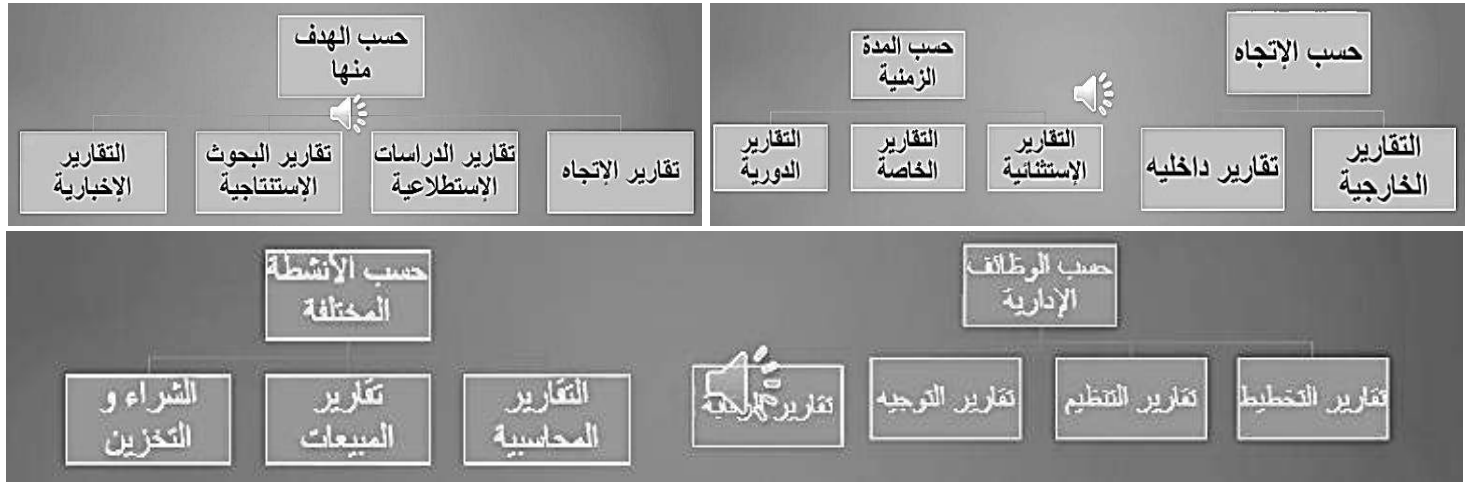 حسب الإتجاه
التقارير
الخارجية
تقارير داخليه
حسب المدة
الزمنية
التقارير
الإستثنائية
التقارير
الخاصة
التقارير
الدورية
حسب الهدف
منها
تقارير الإتجاه
تقارير الدراسات
الإستطلاعية
تقارير البحوث
الإستنتاجية
التقارير
الإخبارية
حسب الوظائف
الإدارية
تقارير التخطيط
تقارير التنظيم
تقارير التوجيه
تقارير
حسب الأنشطة
المختلفة
التقارير
المحاسبية
تقارير
المبيعات
الشراء و
التخزين